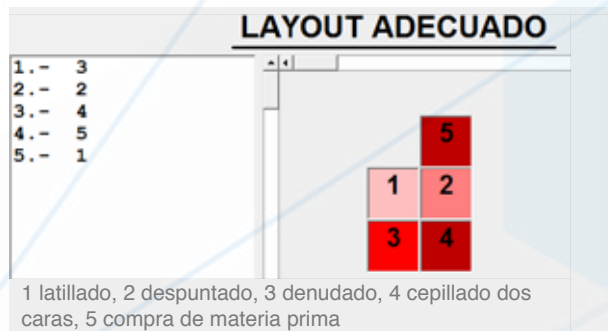 LAYOUT ADECUADO
1.- 3
2.- 2
3.- 4
4.- 5
5.- 1
5
1 2
3 4
1 latillado, 2 despuntado, 3 denudado, 4 cepillado dos
caras, 5 compra de materia prima